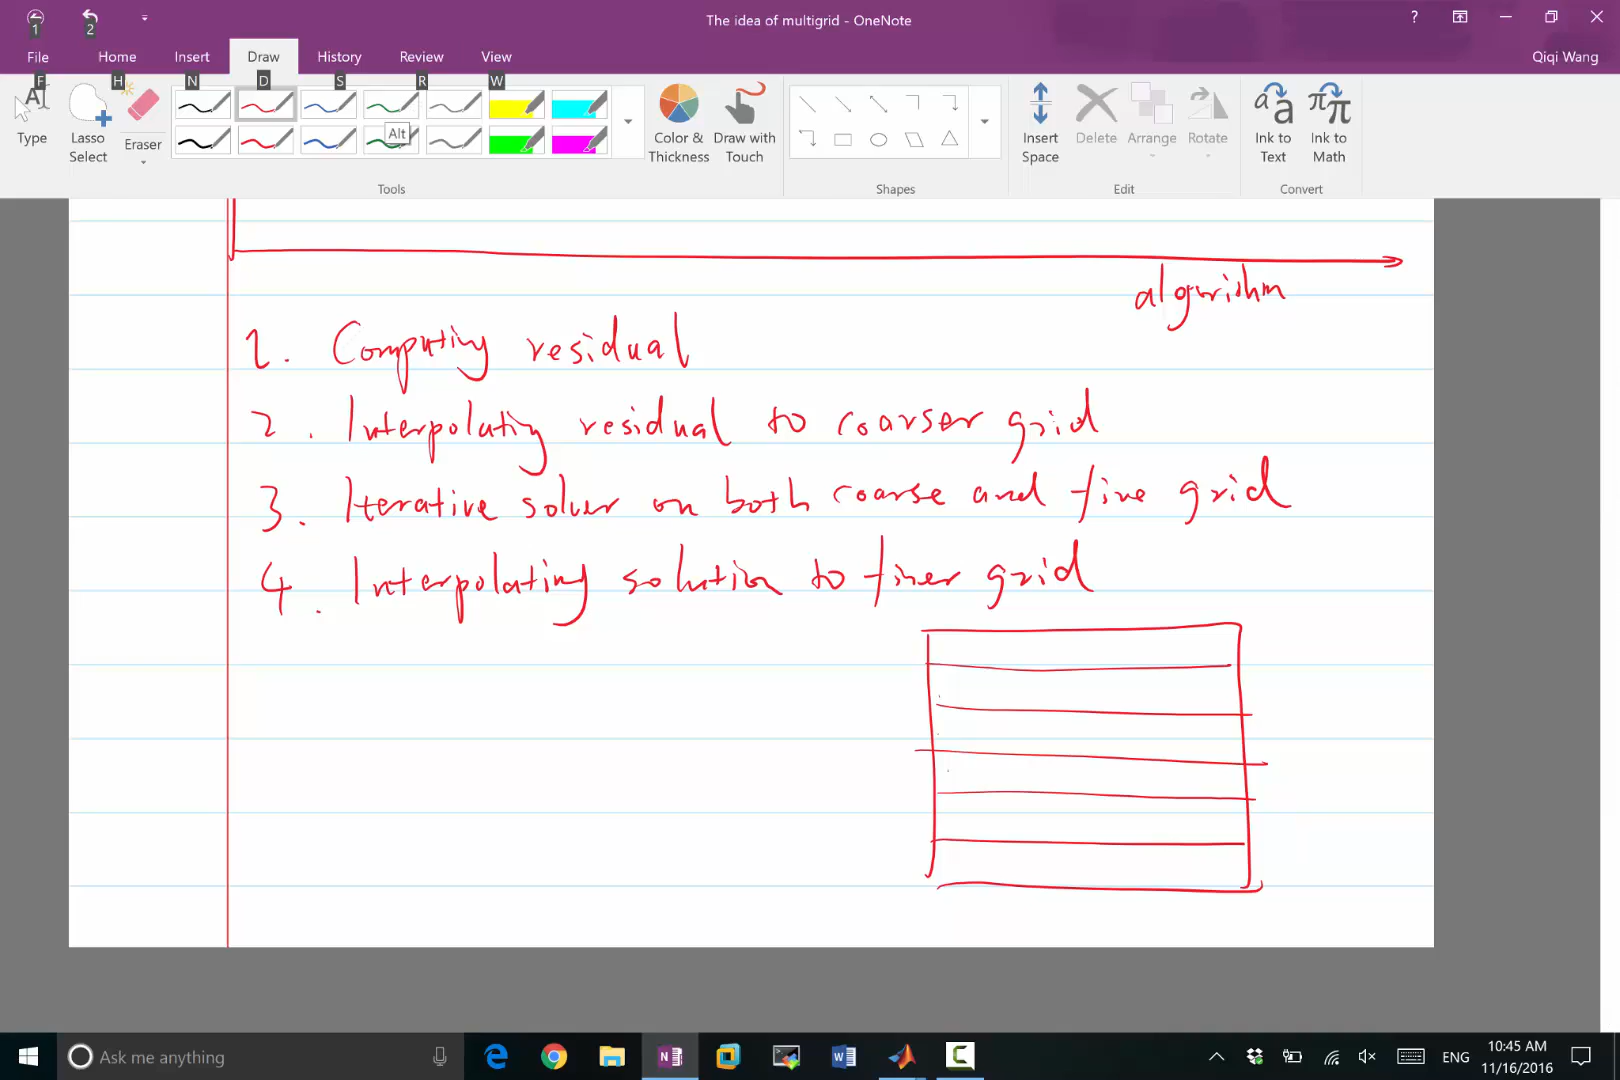 1
2
The idea of multigrid - OneNote
?
File
Home
Insert
Draw
History
Review
View
Qiqi Wang
F
H
N
D
S
R
W
Type
Lasso
Select
Eraser
Alt
Color &
Thickness
Draw with
Touch
Insert
Space
Delete
Arrange
Rotate
Ink to
Text
Ink to
Math
Tools
Shapes
Edit
Convert
algorithm
1. Computing residual
2. Interpolating residual to coarser grid
3. Iterative solver on both coarse and fine grid
4. Interpolating solution to finer grid
Ask me anything
ENG
10:45 AM
11/16/2016